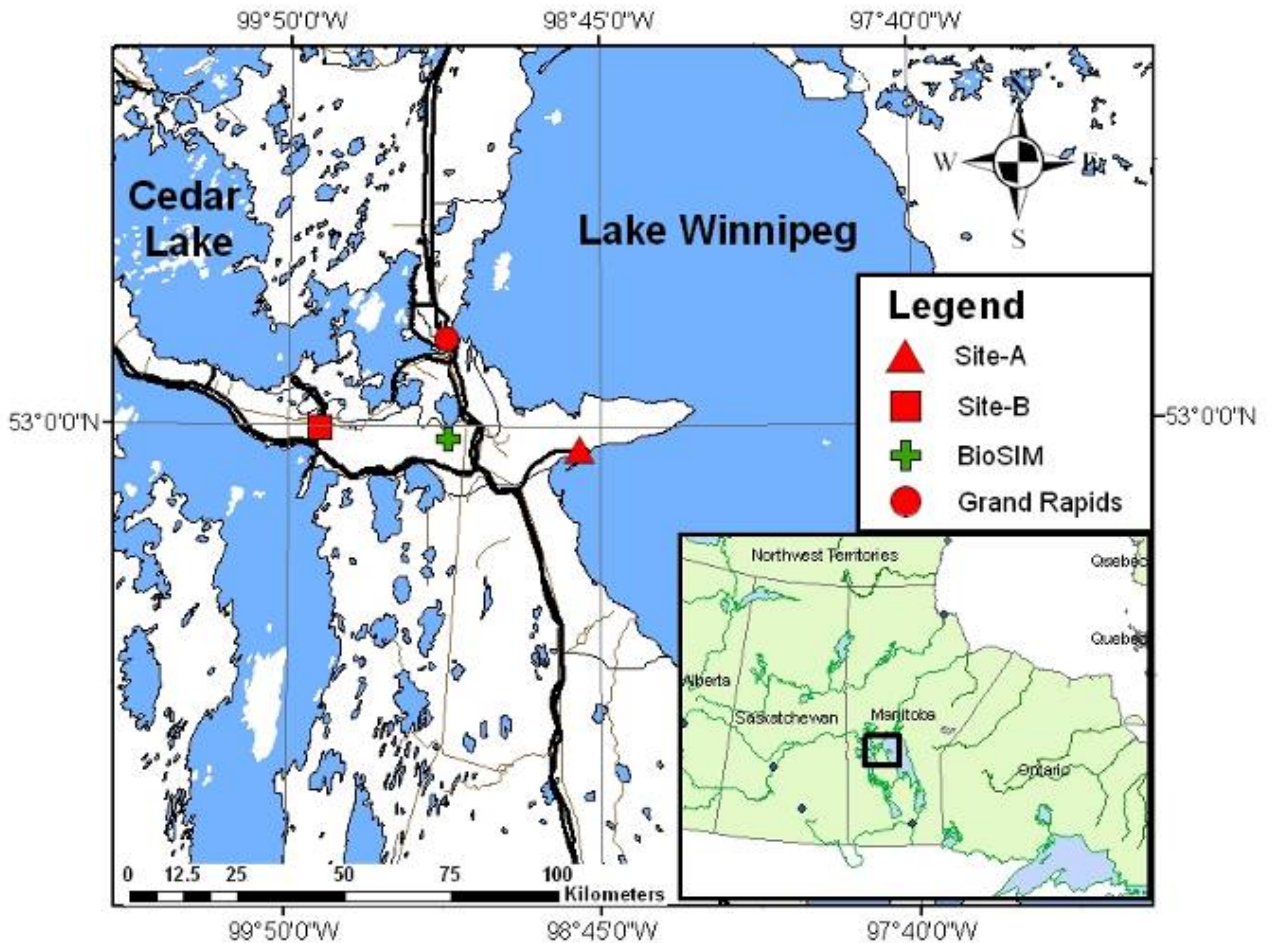 99°50'0"W 98°45'0"W 97°40'0"W
N
W E
S
Cedar
Lake
Lake Winnipeg
Legend
Site-A
Site-B
BioSIM
Grand Rapids
53°0'0"N 53°0'0"N
Northwest Territories
Quebec
Quebec
Alberta
Saskatchewan Manitoba
Ontario
0 12.5 25 50 75 100
Kilometers
99°50'0"W 98°45'0"W 97°40'0"W